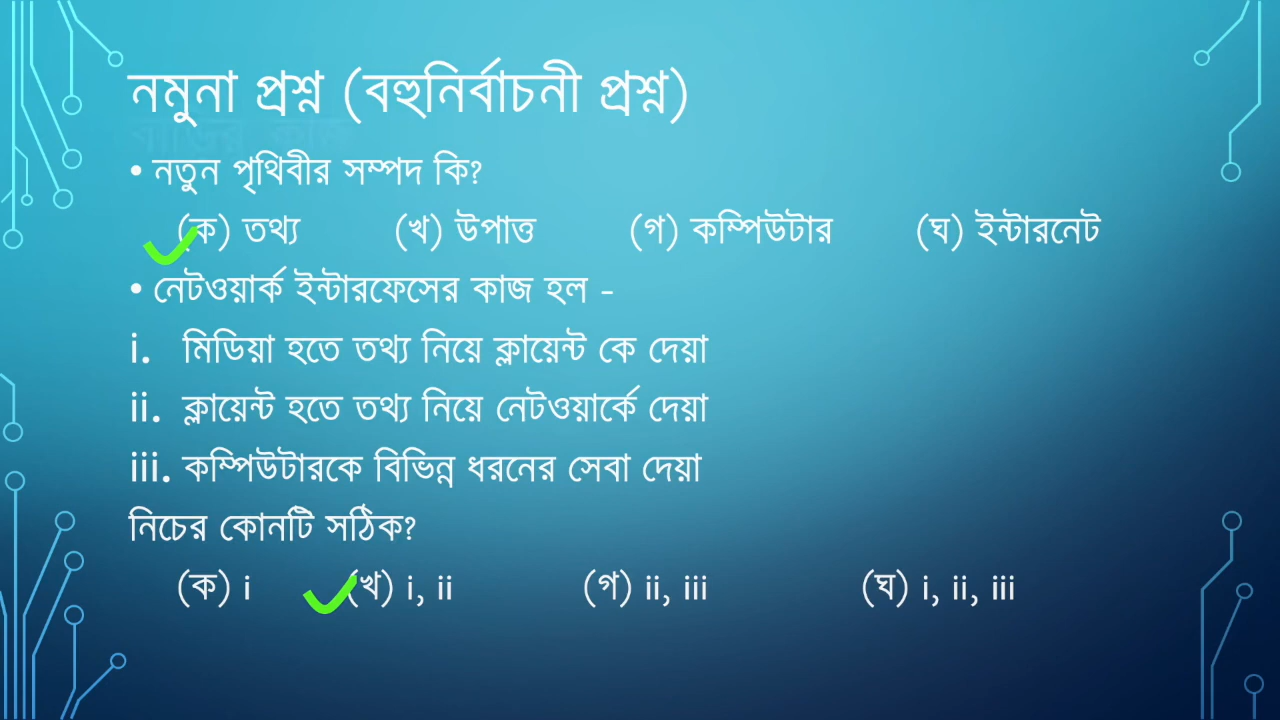 নমুনা প্রশ্ন (বহুনির্বাচনী প্রশ্ন)
• নতুন পৃথিবীর সম্পদ কি?
(ক) তথ্য (খ) উপাত্ত (গ) কম্পিউটার (ঘ) ইন্টারনেট
• নেটওয়ার্ক ইন্টারফেসের কাজ হল -
i. মিডিয়া হতে তথ্য নিয়ে ক্লায়েন্ট কে দেয়া
ii. ক্লায়েন্ট হতে তথ্য নিয়ে নেটওয়ার্কে দেয়া
iii. কম্পিউটারকে বিভিন্ন ধরনের সেবা দেয়া
নিচের কোনটি সঠিক?
(ক) i (খ) i, ii (গ) ii, iii (ঘ) i, ii, iii